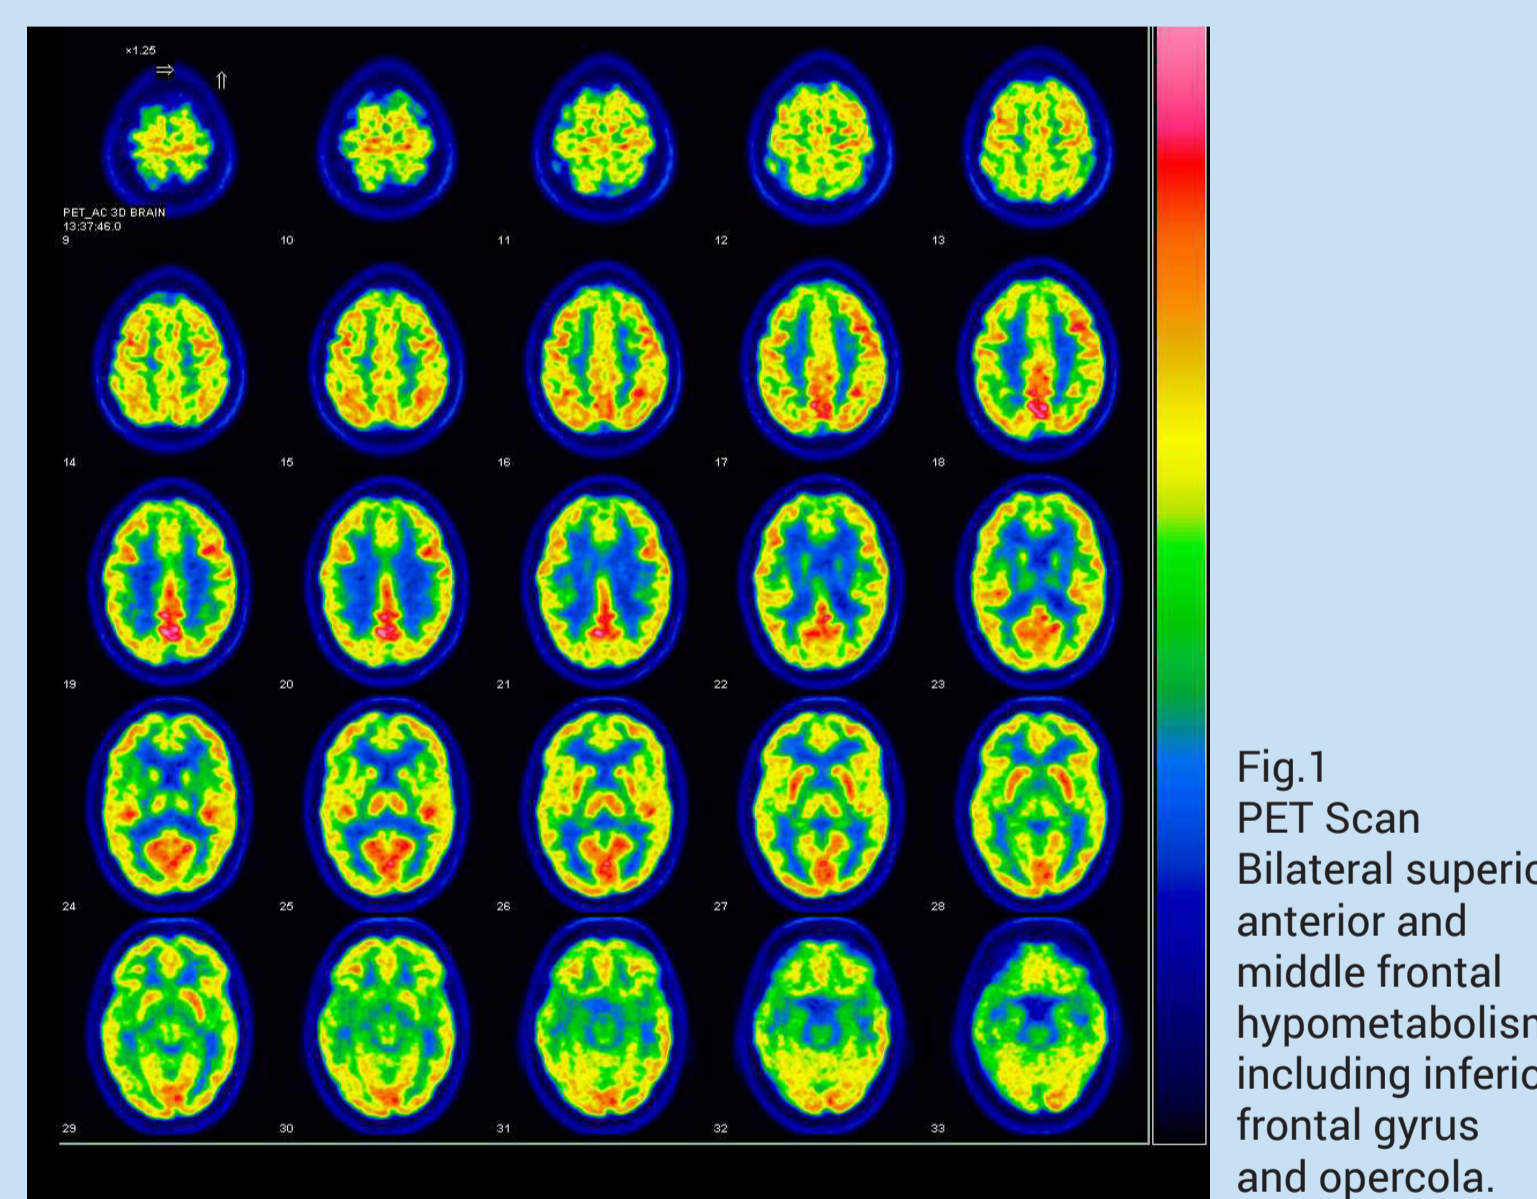 ×1.25
⇒
⇑
PET_AC 3D BRAIN
13:37:46.0
9 10 11 12 13
14 15 16 17 18
19 20 21 22 23
24 25 26 27 28
29 30 31 32 33
Fig.1
PET Scan
Bilateral superio
anterior and
middle frontal
hypometabolism
including inferio
frontal gyrus
and opercola.